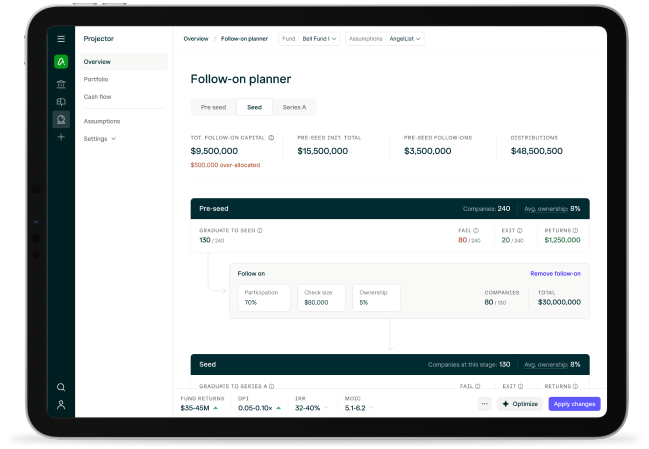 Projector
Overview / Follow-on planner Fund Boll Fund I Assumptions AngelList
Overview
Portfolio
Cash flow
Assumptions
Settings
Follow-on planner
Pre seed Seed Series A
TOT. FOLLOW-ON CAPITAL PRE-SEED INIT. TOTAL PRE-SEED FOLLOW-ONS DISTRIBUTIONS
$9,500,000 $15,500,000 $3,500,000 $48,500,500
$500,000 over-allocated
Pre-seed Companies: 240 Avg. ownership: 8%
GRADUATE TO SEED FAIL EXIT RETURNS
130 / 240 80 / 240 20 / 240 $1,250,000
Follow on Remove follow-on
Participation Check size Ownership COMPANIES TOTAL
70% $80,000 5% 80 / 130 $30,000,000
Seed Companies at this stage: 130 Avg. ownership: 8%
GRADUATE TO SERIES A FAIL EXIT RETURNS
FUND RETURNS DPI IRR MOIC
$35-45M 0.05-0.10× 32-40% 5.1-6.2 ... Optimize Apply changes